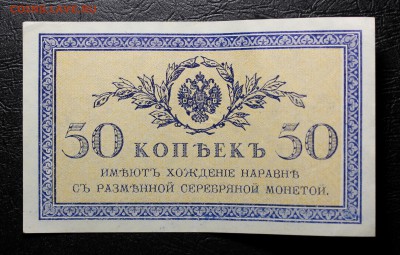 50 КОПѢЕКЪ 50
ИМѢЮТЪ ХОЖДЕНІЕ НАРАВНѢ
СЪ РАЗМѢННОЙ СЕРЕБРЯНОЙ МОНЕТОЙ.